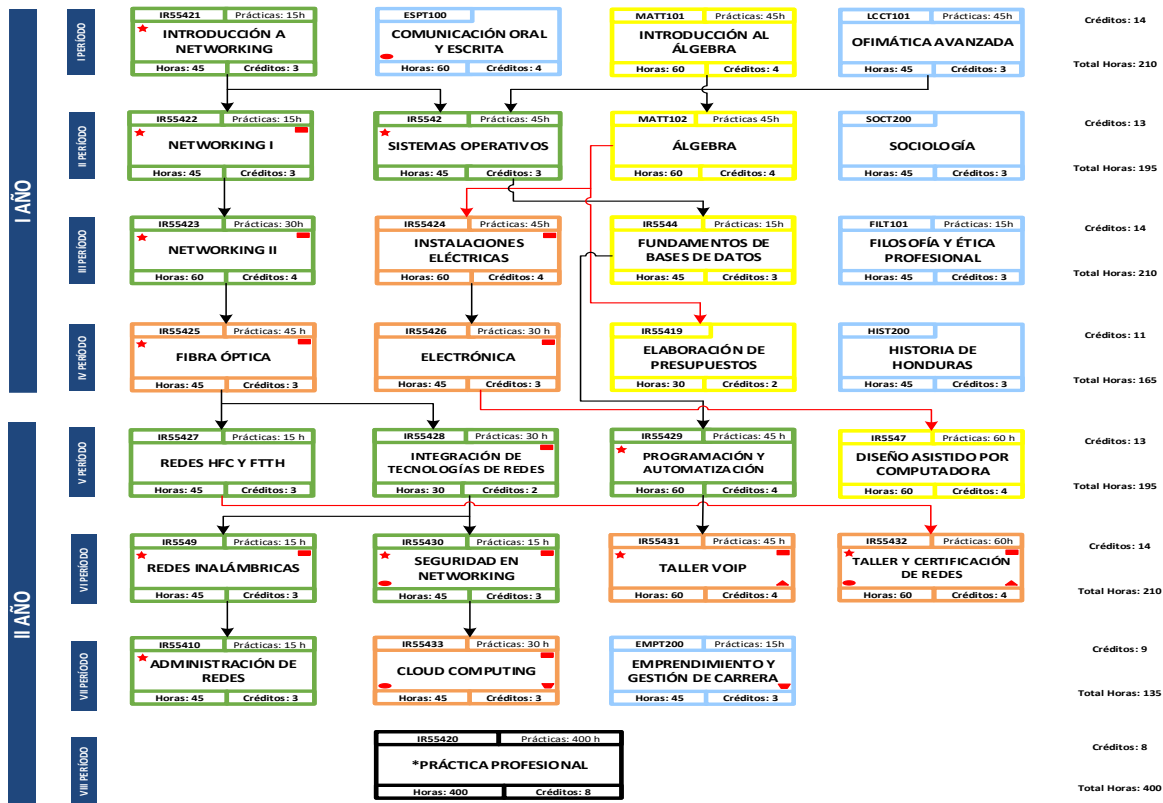 I AÑO
I PERÍODO
IR55421 Prácticas: 15h
INTRODUCCIÓN A
NETWORKING
Horas: 45 Créditos: 3
ESPT100
COMUNICACIÓN ORAL
Y ESCRITA
Horas: 60 Créditos: 4
MATT101 Prácticas: 45h
INTRODUCCIÓN AL
ÁLGEBRA
Horas: 60 Créditos: 4
LCCT101 Prácticas: 45h
OFIMÁTICA AVANZADA
Horas: 45 Créditos: 3
Créditos: 14
Total Horas: 210
II PERÍODO
IR55422 Prácticas: 15h
NETWORKING I
Horas: 45 Créditos: 3
IR5542 Prácticas: 45h
SISTEMAS OPERATIVOS
Horas: 45 Créditos: 3
MATT102 Prácticas 45h
ÁLGEBRA
Horas: 60 Créditos: 4
SOCT200
SOCIOLOGÍA
Horas: 45 Créditos: 3
Créditos: 13
Total Horas: 195
III PERÍODO
IR55423 Prácticas: 30h
NETWORKING II
Horas: 60 Créditos: 4
IR55424 Prácticas: 45h
INSTALACIONES
ELÉCTRICAS
Horas: 60 Créditos: 4
IR5544 Prácticas: 15h
FUNDAMENTOS DE
BASES DE DATOS
Horas: 45 Créditos: 3
FILT101 Prácticas: 15h
FILOSOFÍA Y ÉTICA
PROFESIONAL
Horas: 45 Créditos: 3
Créditos: 14
Total Horas: 210
IV PERÍODO
IR55425 Prácticas: 45 h
FIBRA ÓPTICA
Horas: 45 Créditos: 3
IR55426 Prácticas: 30 h
ELECTRÓNICA
Horas: 45 Créditos: 3
IR55419
ELABORACIÓN DE
PRESUPUESTOS
Horas: 30 Créditos: 2
HIST200
HISTORIA DE
HONDURAS
Horas: 45 Créditos: 3
Créditos: 11
Total Horas: 165
II AÑO
V PERÍODO
IR55427 Prácticas: 15 h
REDES HFC Y FTTH
Horas: 45 Créditos: 3
IR55428 Prácticas: 30 h
INTEGRACIÓN DE
TECNOLOGÍAS DE REDES
Horas: 30 Créditos: 2
IR55429 Prácticas: 45 h
PROGRAMACIÓN Y
AUTOMATIZACIÓN
Horas: 60 Créditos: 4
IR5547 Prácticas: 60 h
DISEÑO ASISTIDO POR
COMPUTADORA
Horas: 60 Créditos: 4
Créditos: 13
Total Horas: 195
VI PERÍODO
IR5549 Prácticas: 15 h
REDES INALÁMBRICAS
Horas: 45 Créditos: 3
IR55430 Prácticas: 15 h
SEGURIDAD EN
NETWORKING
Horas: 45 Créditos: 3
IR55431 Prácticas: 45 h
TALLER VOIP
Horas: 60 Créditos: 4
IR55432 Prácticas: 60h
TALLER Y CERTIFICACIÓN
DE REDES
Horas: 60 Créditos: 4
Créditos: 14
Total Horas: 210
VII PERÍODO
IR55410 Prácticas: 15 h
ADMINISTRACIÓN DE
REDES
Horas: 45 Créditos: 3
IR55433 Prácticas: 30 h
CLOUD COMPUTING
Horas: 45 Créditos: 3
EMPT200 Prácticas: 15h
EMPRENDIMIENTO Y
GESTIÓN DE CARRERA
Horas: 45 Créditos: 3
Créditos: 9
Total Horas: 135
VIII PERÍODO
IR55420 Prácticas: 400 h
*PRÁCTICA PROFESIONAL
Horas: 400 Créditos: 8
Créditos: 8
Total Horas: 400